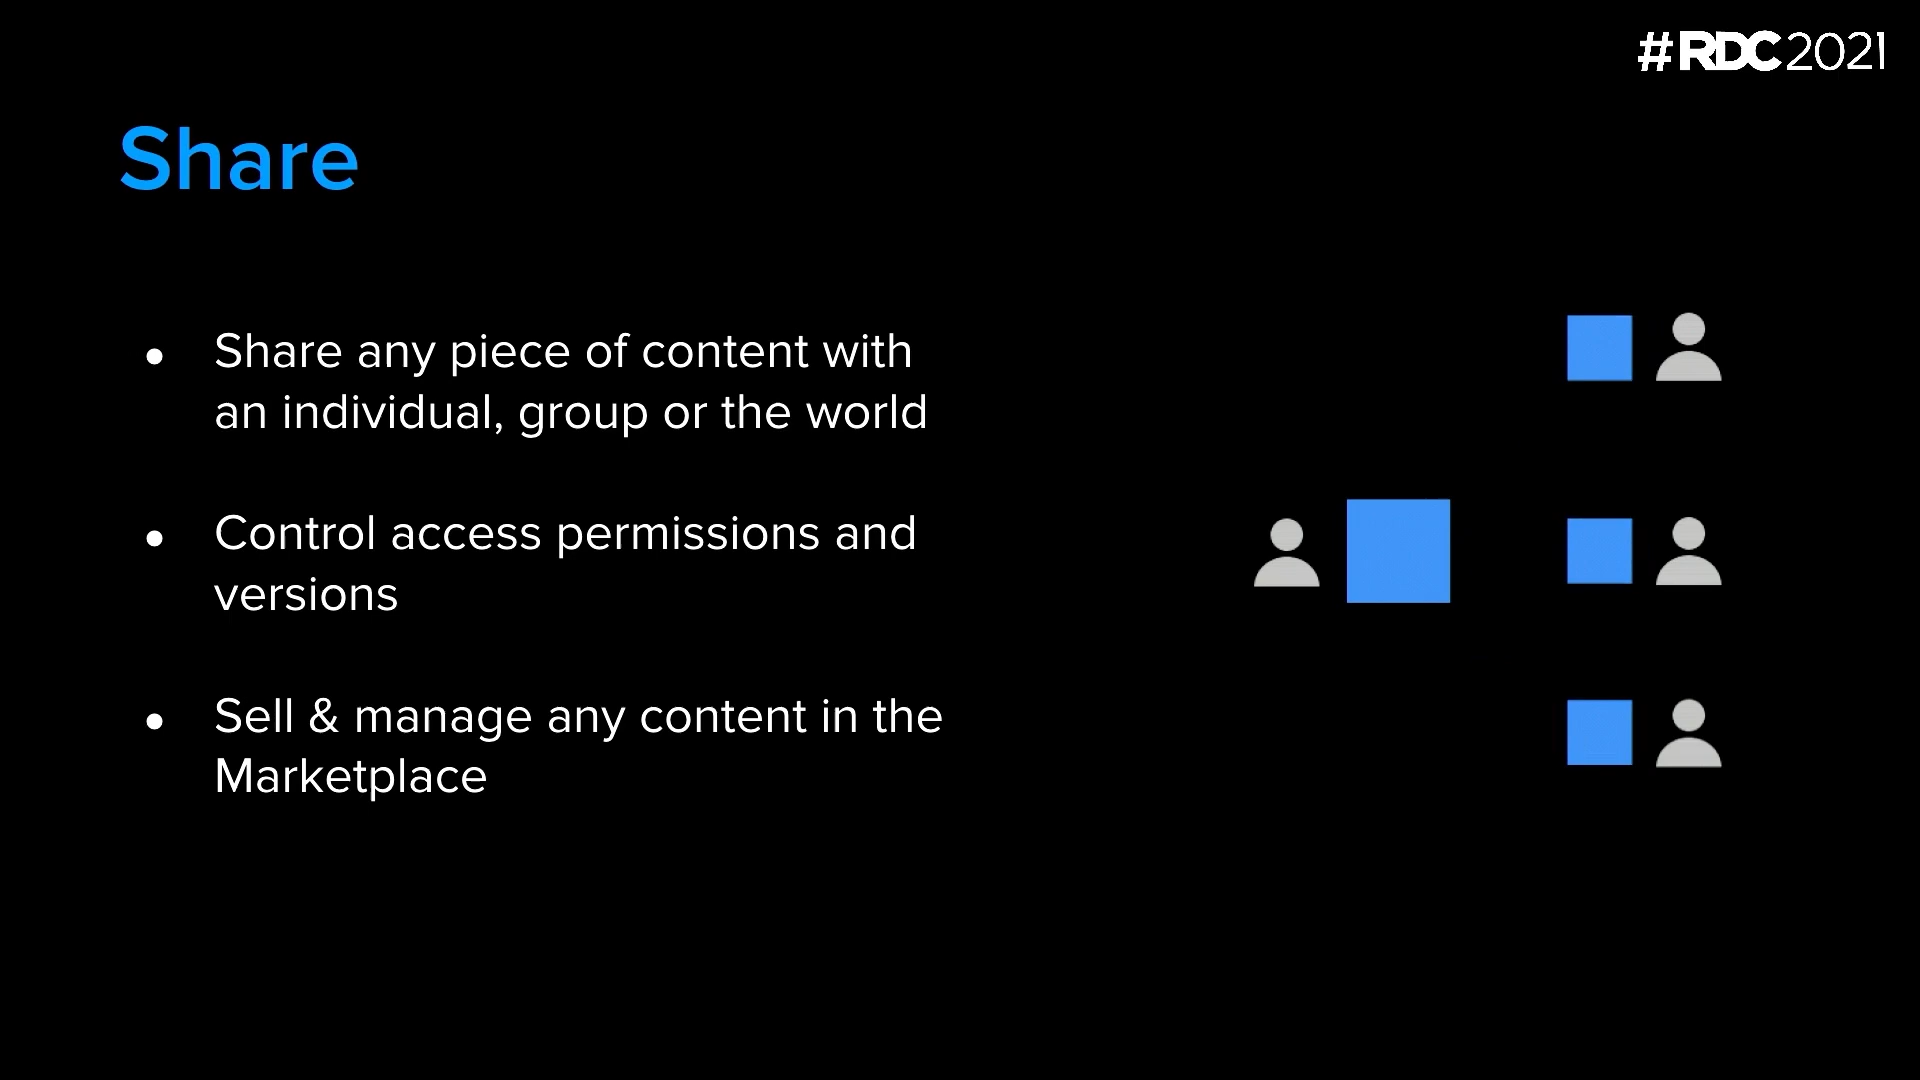 #RDC2021
Share
● Share any piece of content with
an individual, group or the world
● Control access permissions and
versions
● Sell & manage any content in the
Marketplace